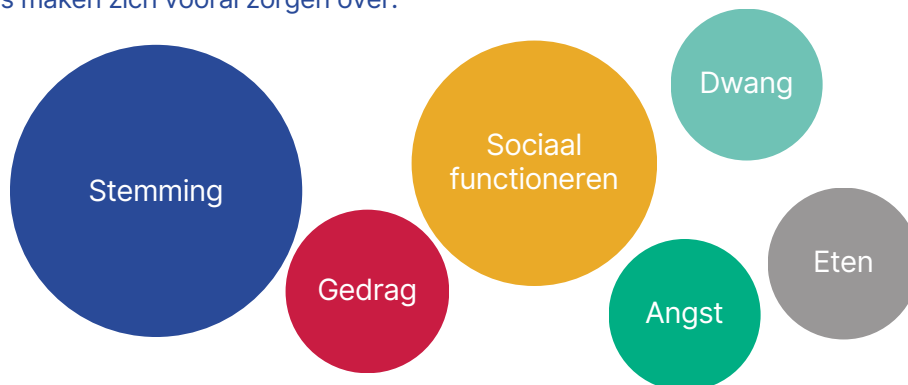 s maken zich vooral zorgen over:
Dwang
Sociaal
functioneren
Stemming
Eten
Gedrag
Angst